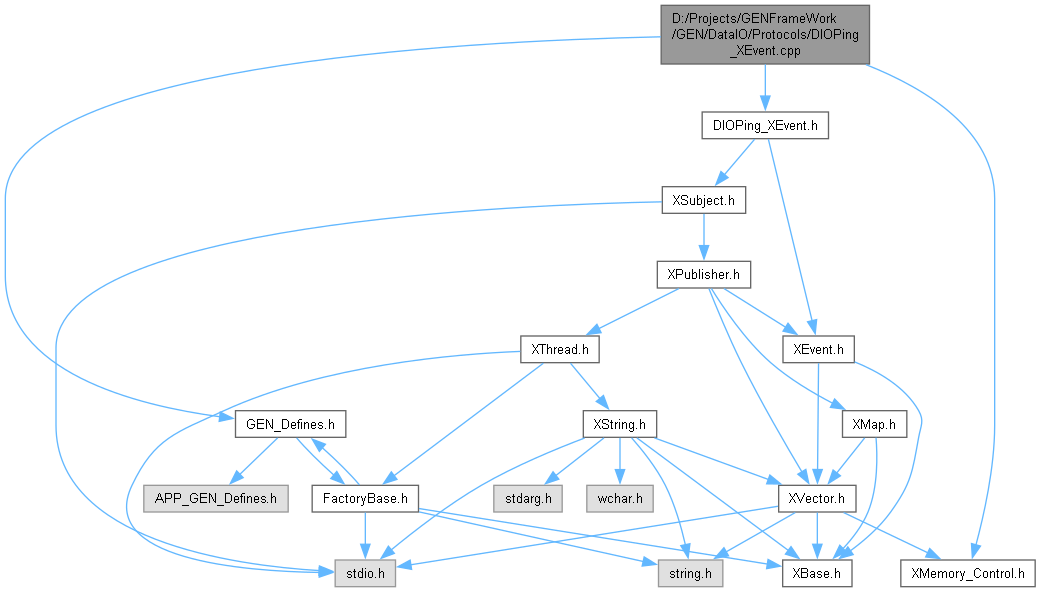 D:/Projects/GENFrameWork
/GEN/DataIO/Protocols/DIOPing
_XEvent.cpp
DIOPing_XEvent.h
XSubject.h
XPublisher.h
XThread.h
XEvent.h
GEN_Defines.h
XString.h
XMap.h
APP_GEN_Defines.h
FactoryBase.h
stdarg.h
wchar.h
XVector.h
stdio.h
string.h
XBase.h
XMemory_Control.h